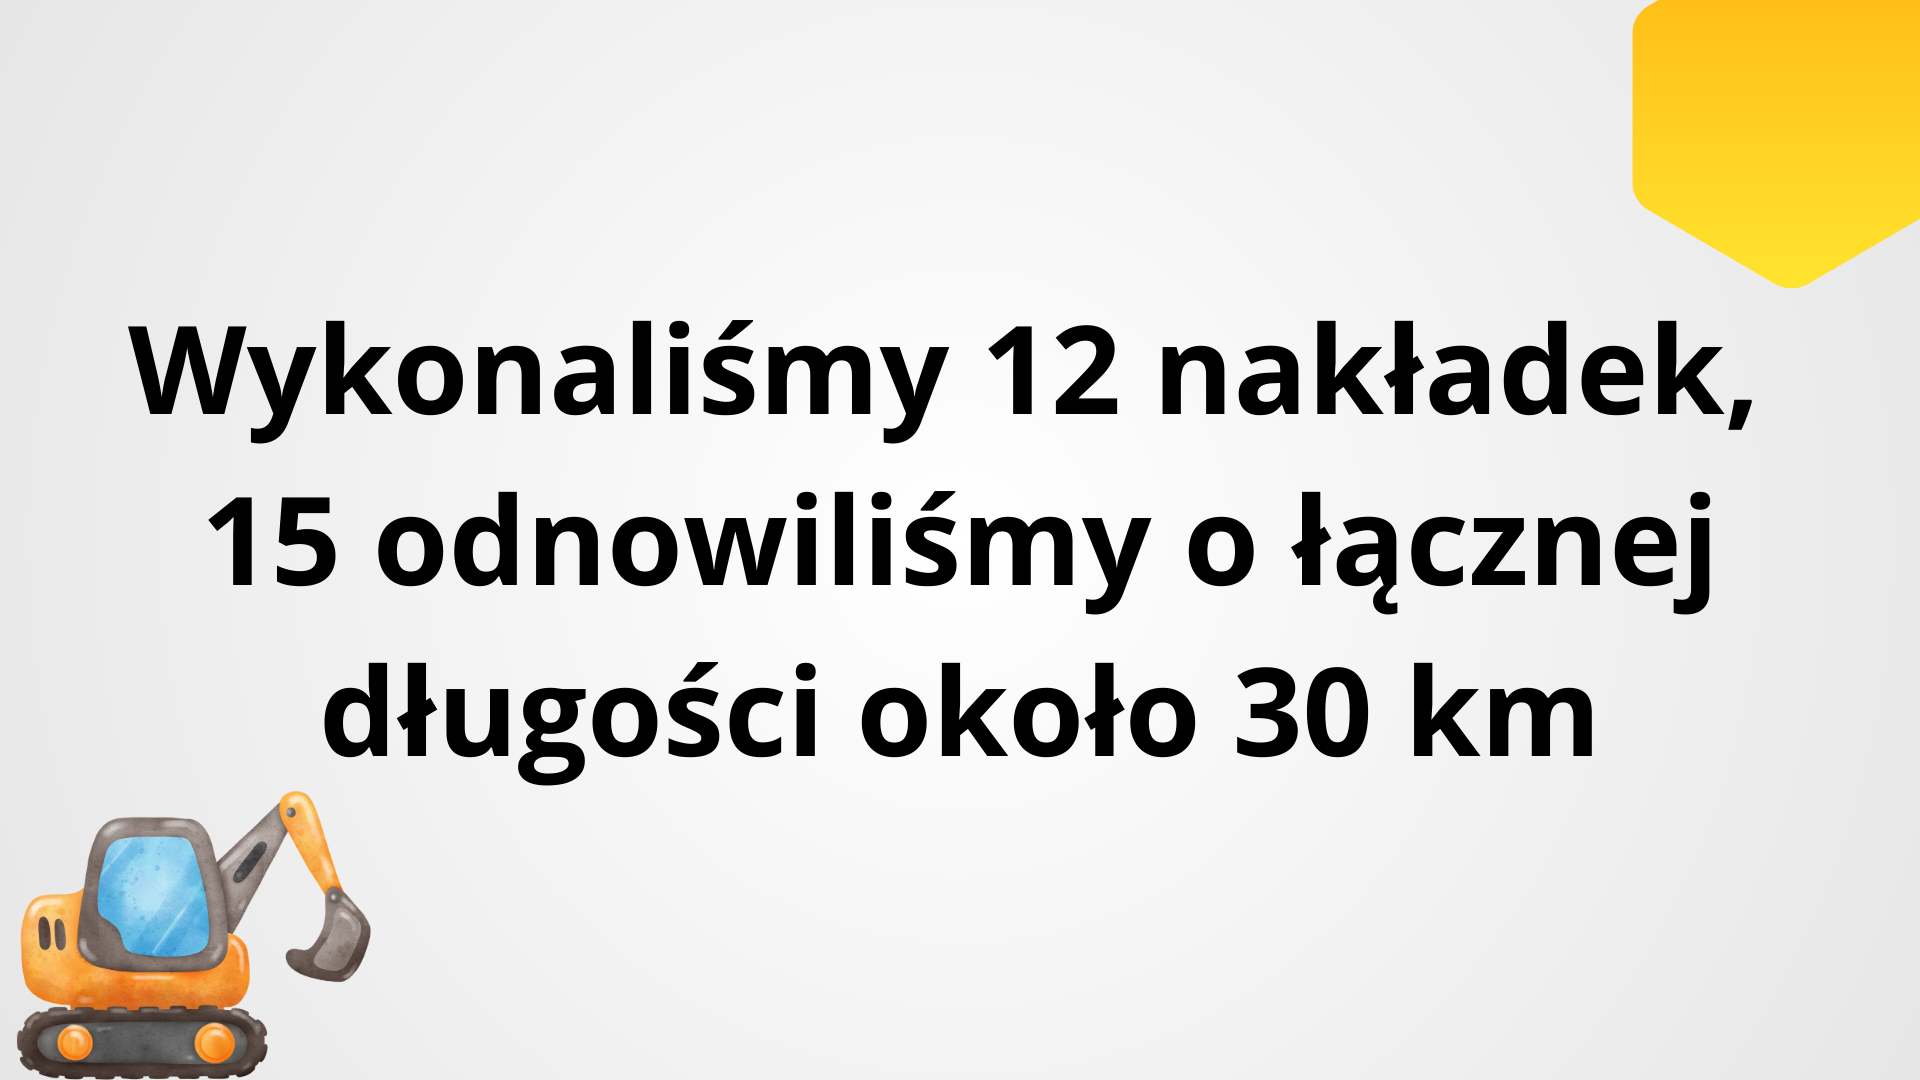 Wykonaliśmy 12 nakładek,
15 odnowiliśmy o łącznej
długości około 30 km